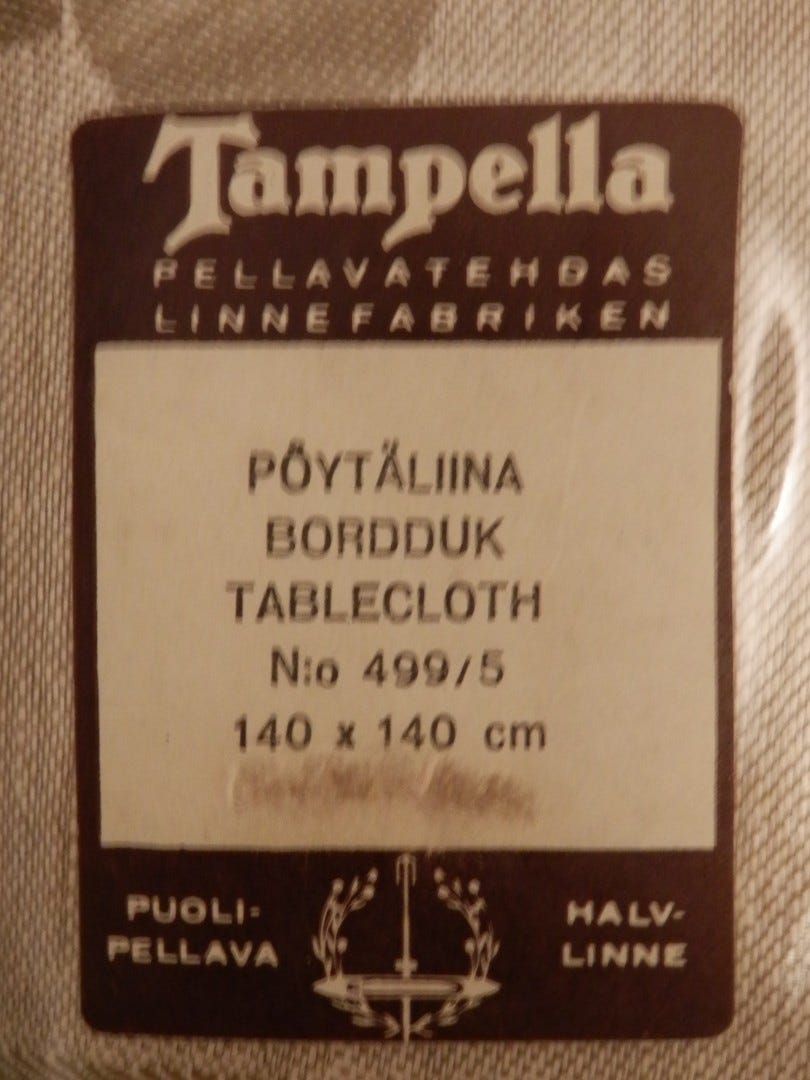 Tampella
PELLAVATEHDAS
LINNEFABRIKEN
PÖYTÄLIINA
BORDDUK
TABLECLOTH
N:o 499/5
140 x 140 cm
PUOLI-
PELLAVA
HALV-
LINNE